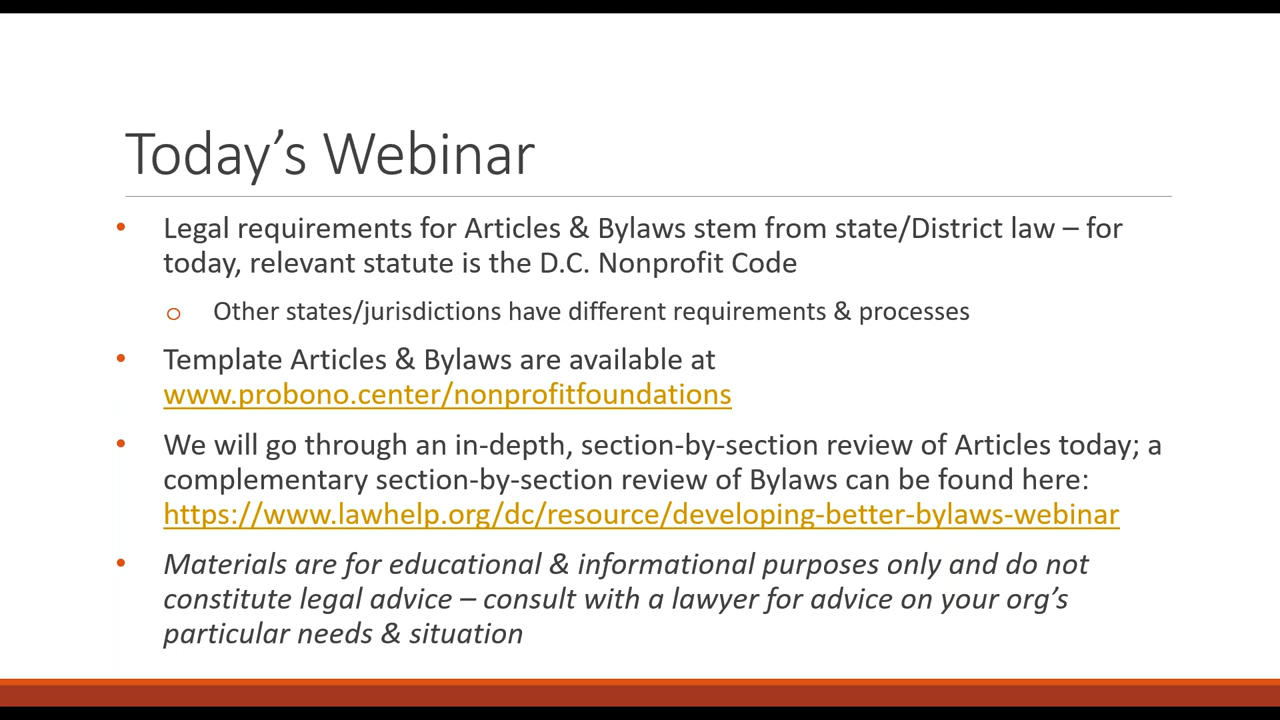 Today’s Webinar
• Legal requirements for Articles & Bylaws stem from state/District law – for
today, relevant statute is the D.C. Nonprofit Code
o Other states/jurisdictions have different requirements & processes
• Template Articles & Bylaws are available at
www.probono.center/nonprofitfoundations
• We will go through an in-depth, section-by-section review of Articles today; a
complementary section-by-section review of Bylaws can be found here:
https://www.lawhelp.org/dc/resource/developing-better-bylaws-webinar
• Materials are for educational & informational purposes only and do not
constitute legal advice – consult with a lawyer for advice on your org’s
particular needs & situation